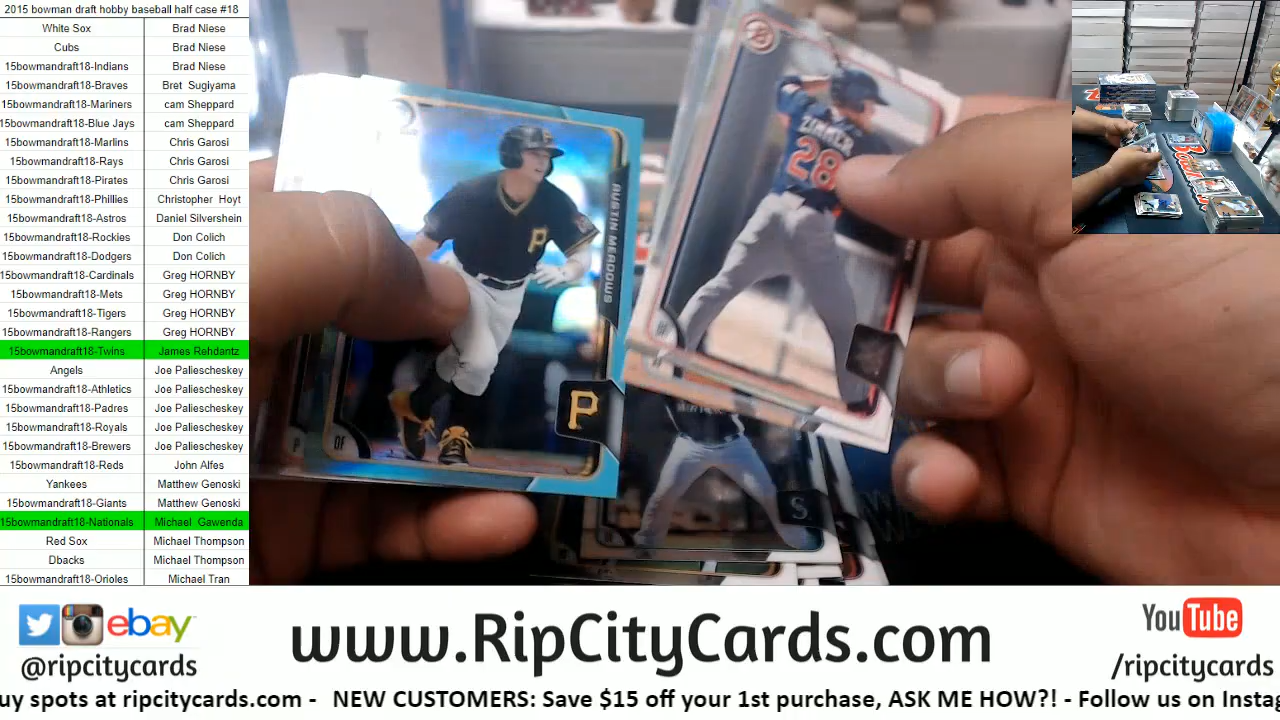 2015 bowman draft hobby baseball half case #18
White Sox Brad Niese
Cubs Brad Niese
15bowmandraft18-Indians Brad Niese
15bowmandraft18-Braves Bret Sugiyama
15bowmandraft18-Mariners cam Sheppard
15bowmandraft18-Blue Jays cam Sheppard
15bowmandraft18-Marlins Chris Garosi
15bowmandraft18-Rays Chris Garosi
15bowmandraft18-Pirates Chris Garosi
15bowmandraft18-Phillies Christopher Hoyt
15bowmandraft18-Astros Daniel Silvershein
15bowmandraft18-Rockies Don Colich
15bowmandraft18-Dodgers Don Colich
15bowmandraft18-Cardinals Greg HORNBY
15bowmandraft18-Mets Greg HORNBY
15bowmandraft18-Tigers Greg HORNBY
15bowmandraft18-Rangers Greg HORNBY
15bowmandraft18-Twins James Rehdantz
Angels Joe Paliescheskey
15bowmandraft18-Athletics Joe Paliescheskey
15bowmandraft18-Padres Joe Paliescheskey
15bowmandraft18-Royals Joe Paliescheskey
15bowmandraft18-Brewers Joe Paliescheskey
15bowmandraft18-Reds John Alfes
Yankees Matthew Genoski
15bowmandraft18-Giants Matthew Genoski
15bowmandraft18-Nationals Michael Gawenda
Red Sox Michael Thompson
Dbacks Michael Thompson
15bowmandraft18-Orioles Michael Tran
AUSTIN MEADOWS
P
P
OF
P
ZIMMER
28
S
ebay
@ripcitycards
www.RipCityCards.com
YouTube
/ripcitycards
buy spots at ripcitycards.com - NEW CUSTOMERS: Save $15 off your 1st purchase, ASK ME HOW?! - Follow us on Instag